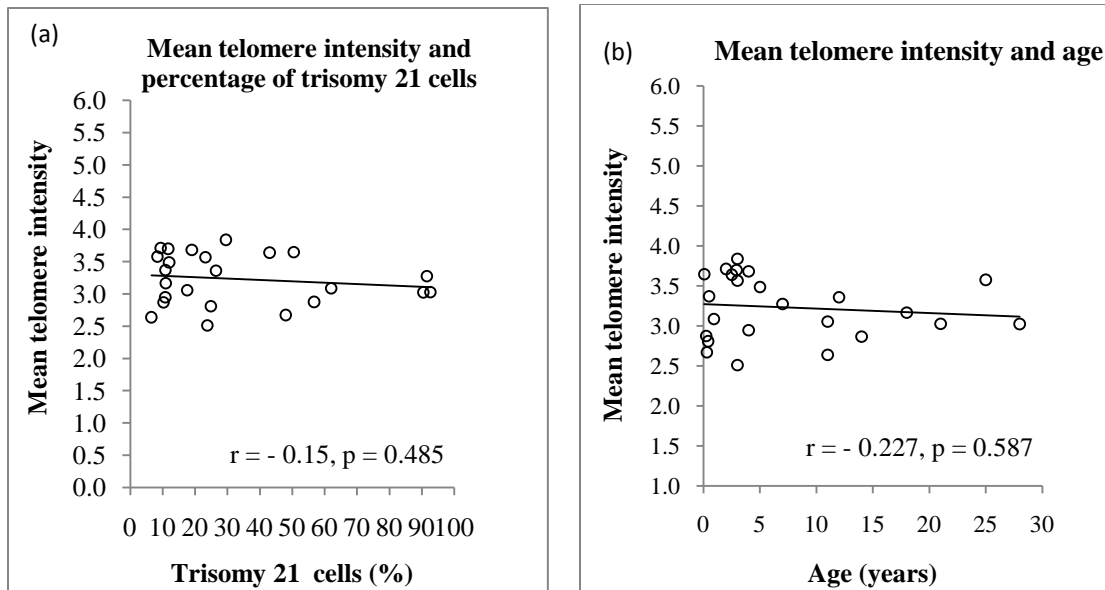 (a)
Mean telomere intensity and
percentage of trisomy 21 cells
Mean telomere intensity
6.0
5.5
5.0
4.5
4.0
3.5
3.0
2.5
2.0
1.5
1.0
0.5
0.0
r = - 0.15, p = 0.485
0 10 20 30 40 50 60 70 80 90100
Trisomy 21 cells (%)
(b)
Mean telomere intensity and age
Mean telomere intensity
6.0
5.5
5.0
4.5
4.0
3.5
3.0
2.5
2.0
1.5
1.0
r = - 0.227, p = 0.587
0 5 10 15 20 25 30
Age (years)